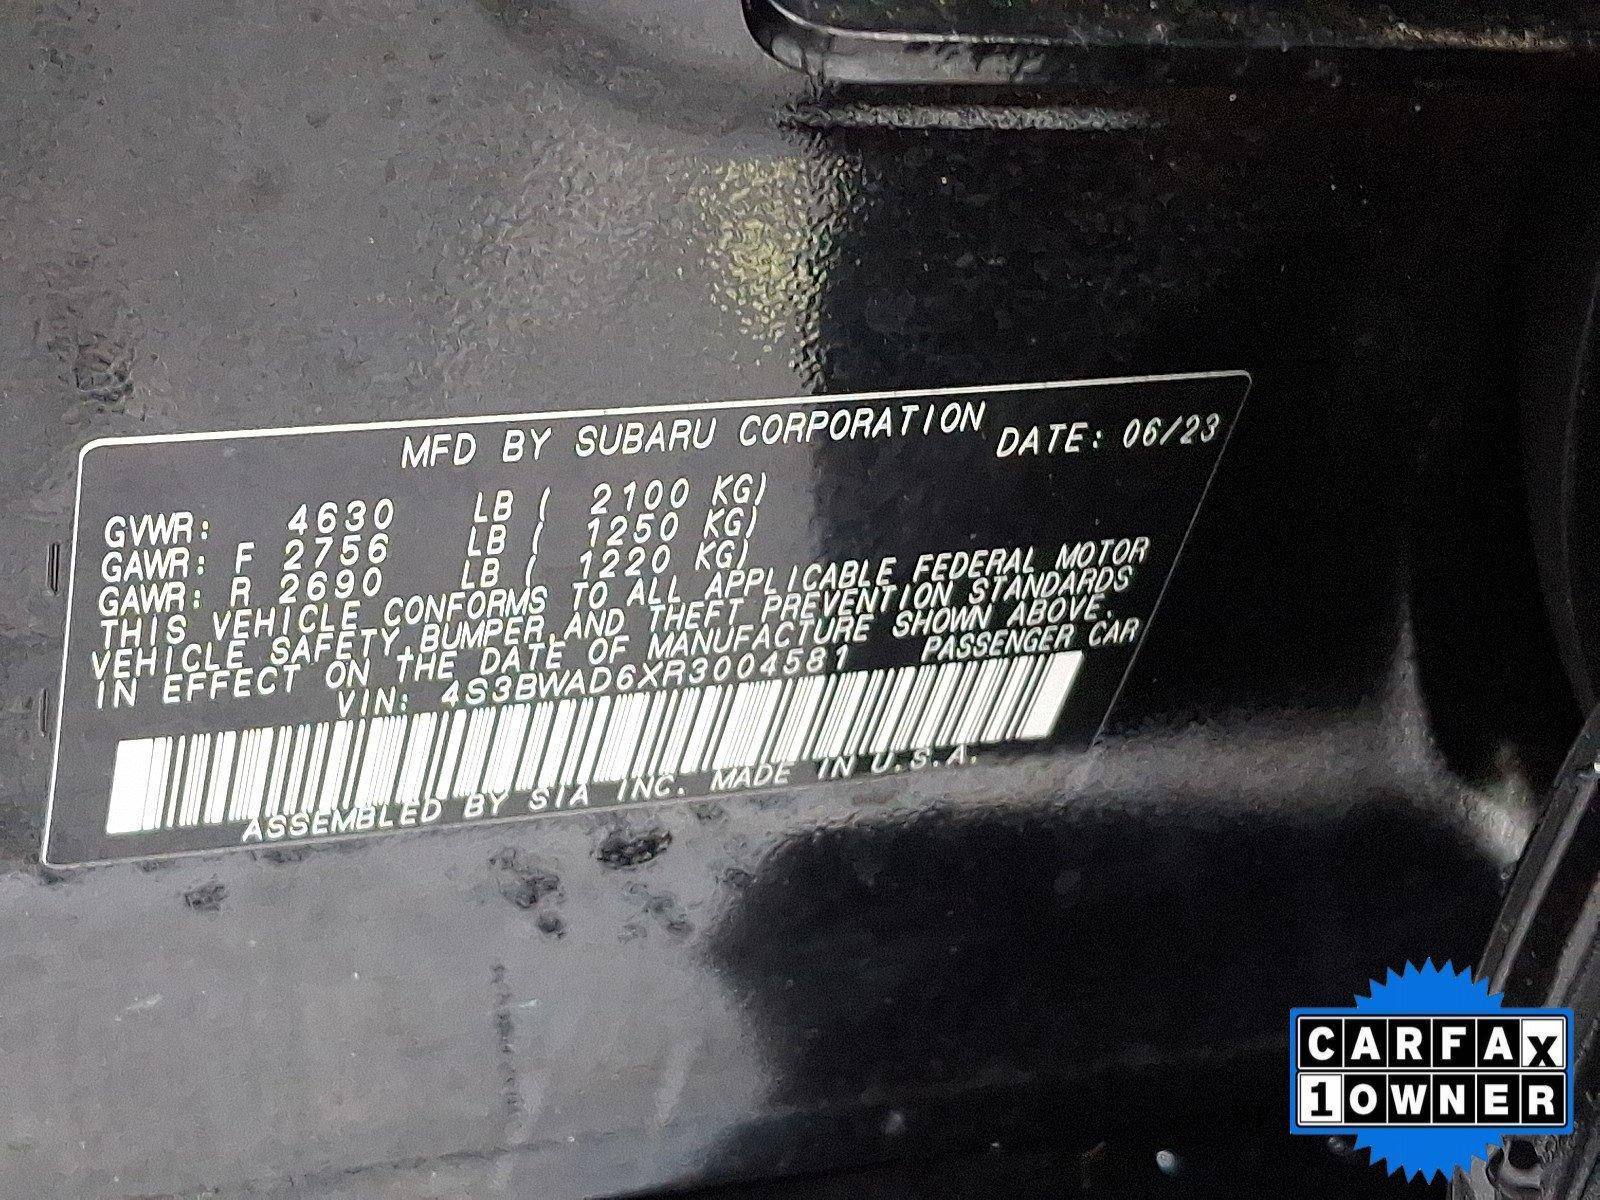 MFD BY SUBARU CORPORATION DATE: 06/23
GVWR: 4630 LB ( 2100 KG)
GAWR: F 2756 LB ( 1250 KG)
GAWR: R 2690 LB ( 1220 KG)
THIS VEHICLE CONFORMS TO ALL APPLICABLE FEDERAL MOTOR
VEHICLE SAFETY,BUMPER,AND THEFT PREVENTION STANDARDS
IN EFFECT ON THE DATE OF MANUFACTURE SHOWN ABOVE.
VIN: 4S3BWAD6XR3004581 PASSENGER CAR
ASSEMBLED BY SIA INC. MADE IN U.S.A.
CARFAX
1OWNER